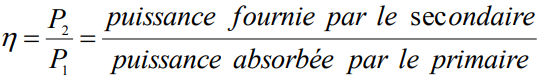 η = P₂/P₁ = puissance fournie par le secondaire / puissance absorbée par le primaire